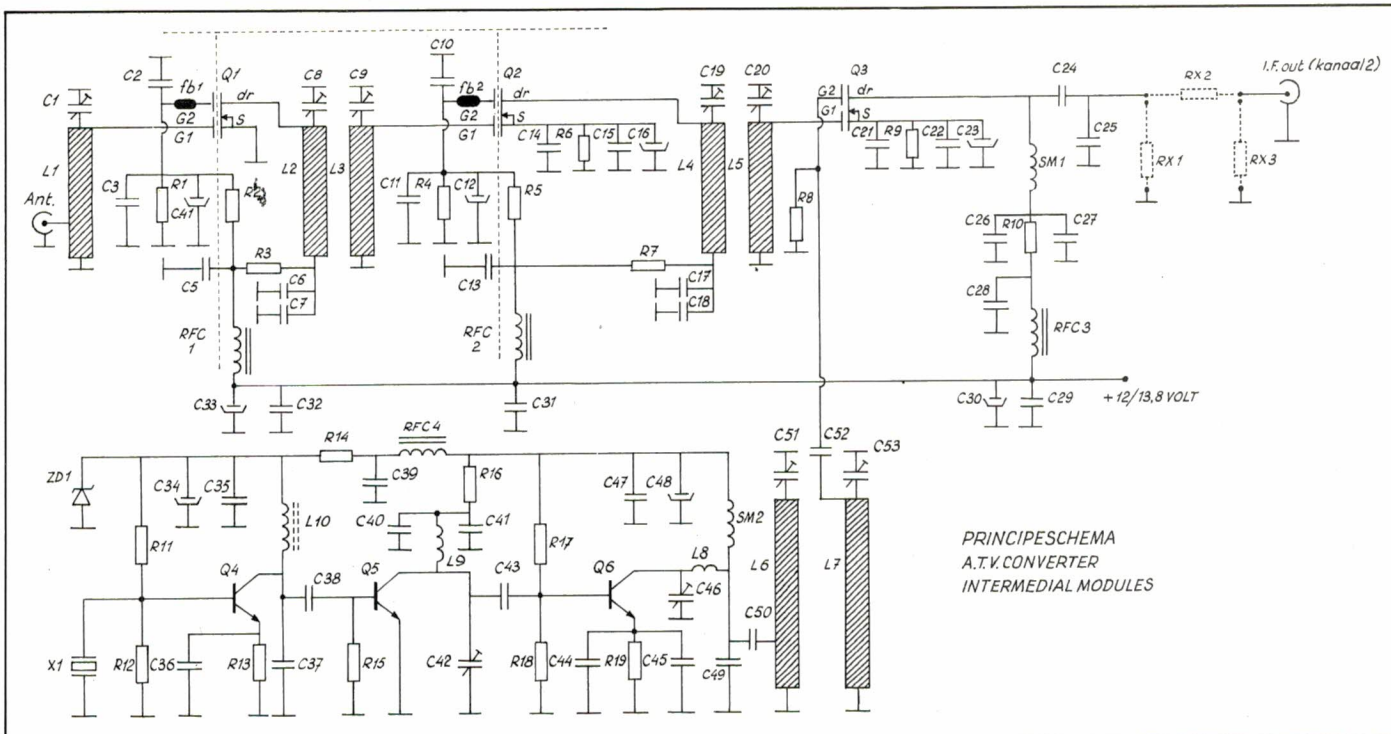 C1
C2
fb1
Q1
C8
C9
C10
fb2
Q2
C19
C20
Q3
C24
RX2
I.F. out (kanaal 2)
dr
G2
S
G1
dr
G2
S
G1
C14
R6
C15
C16
G2
dr
G1
S
C21
R9
C22
C23
C25
RX1
RX3
L1
L2
L3
L4
L5
SM1
Ant.
C3
R1
C41
C11
R4
C12
R5
R8
C26
R10
C27
C5
R3
C6
C7
C13
R7
C17
C18
C28
RFC 1
RFC 2
RFC3
C33
C32
C31
C30
C29
+12/13,8 VOLT
ZD1
C34
C35
R14
RFC4
C39
R16
C47
C48
C51
C52
C53
R11
L10
C40
C41
L9
R17
SM2
Q4
C38
Q5
C43
Q6
L8
C46
L6
L7
C50
X1
R12
C36
R13
C37
R15
C42
R18
C44
R19
C45
C49
PRINCIPESCHEMA
A.T.V. CONVERTER
INTERMEDIAL MODULES